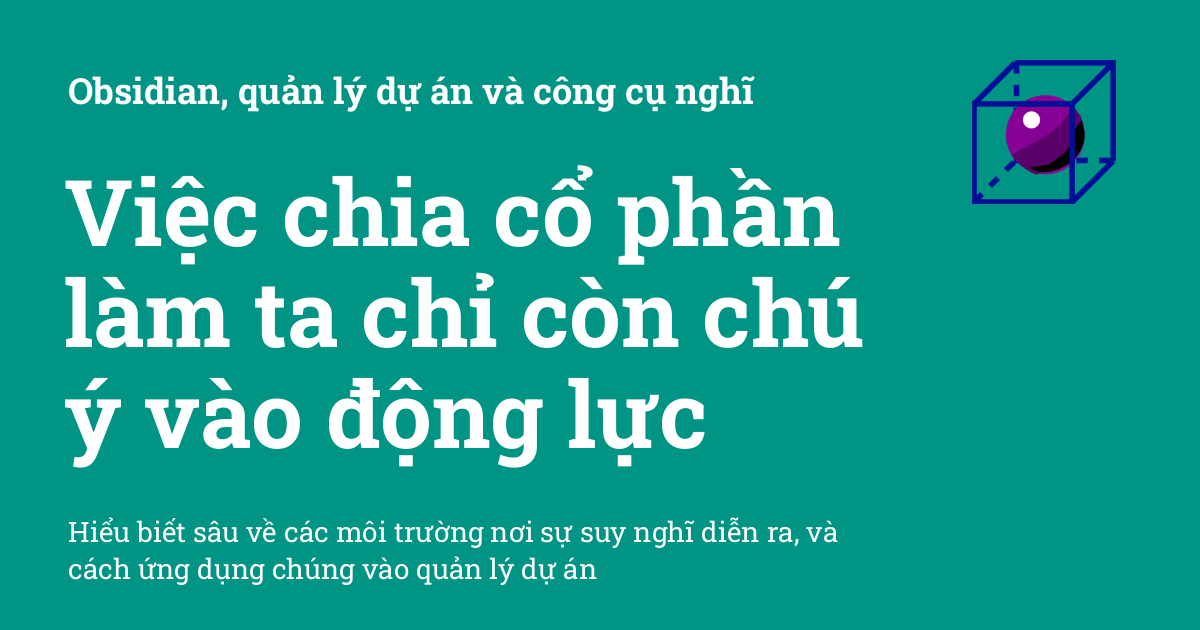 Obsidian, quản lý dự án và công cụ nghĩ
Việc chia cổ phần
làm ta chỉ còn chú
ý vào động lực
Hiểu biết sâu về các môi trường nơi sự suy nghĩ diễn ra, và
cách ứng dụng chúng vào quản lý dự án